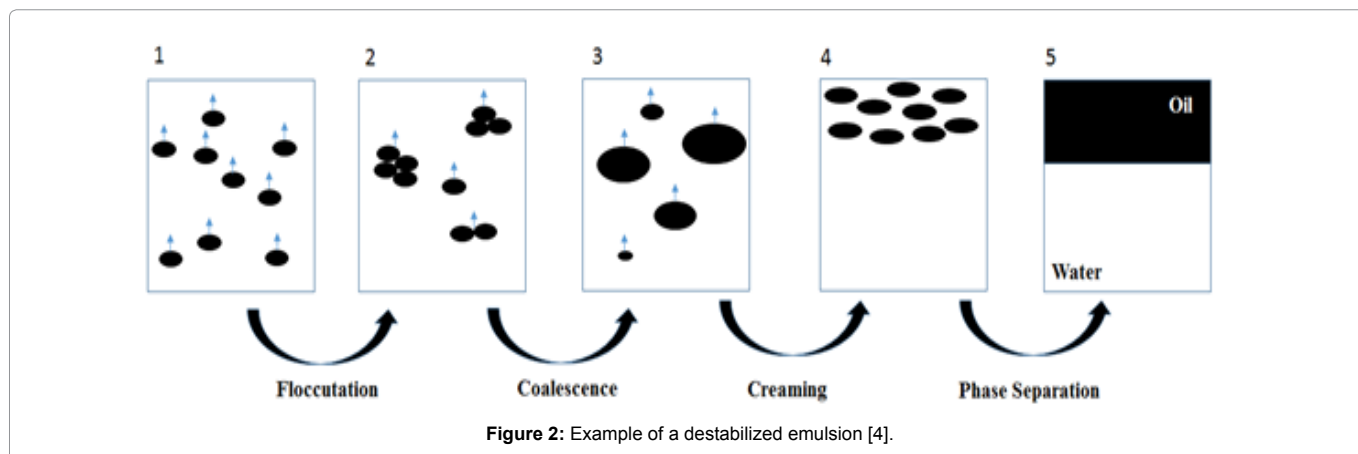 1 2 3 4 5
Oil
Water
Floccutation Coalescence Creaming Phase Separation
Figure 2: Example of a destabilized emulsion [4].